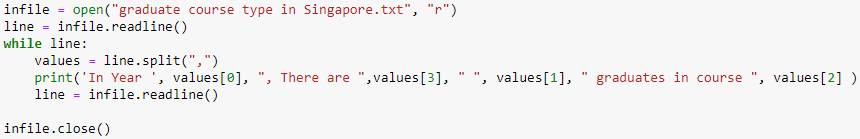 infile = open("graduate course type in Singapore.txt", "r")
line = infile.readline()
while line:
    values = line.split(",")
    print('In Year ', values[0], ", There are ",values[3], " ", values[1], " graduates in course ", values[2] )
    line = infile.readline()

infile.close()